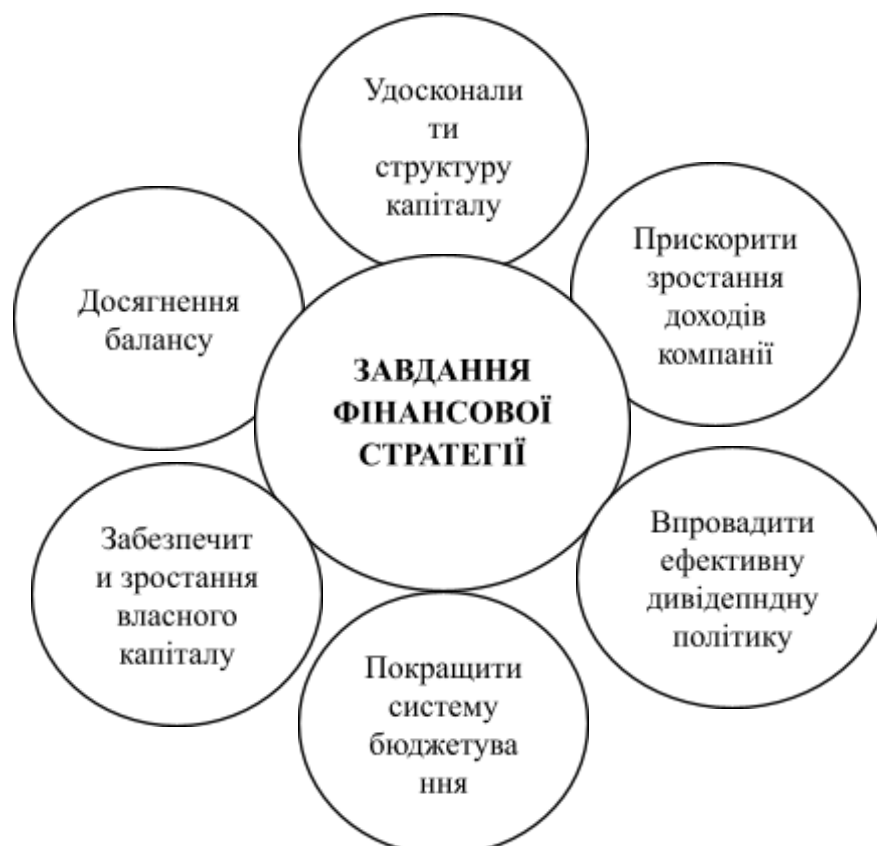 Удосконали
ти
структуру
капіталу
Прискорити
зростання
доходів
компанії
Досягнення
балансу
ЗАВДАННЯ
ФІНАНСОВОЇ
СТРАТЕГІЇ
Впровадити
ефективну
дивідепндну
політику
Забезпечит
и зростання
власного
капіталу
Покращити
систему
бюджетува
ння